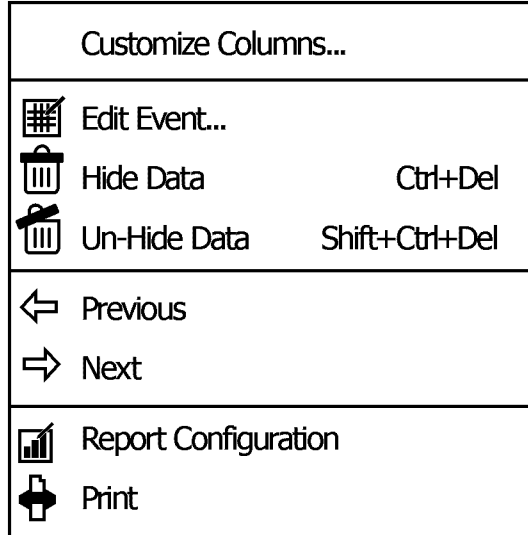 Customize Columns...
Edit Event...
Hide Data Ctrl+Del
Un-Hide Data Shift+Ctrl+Del
Previous
Next
Report Configuration
Print